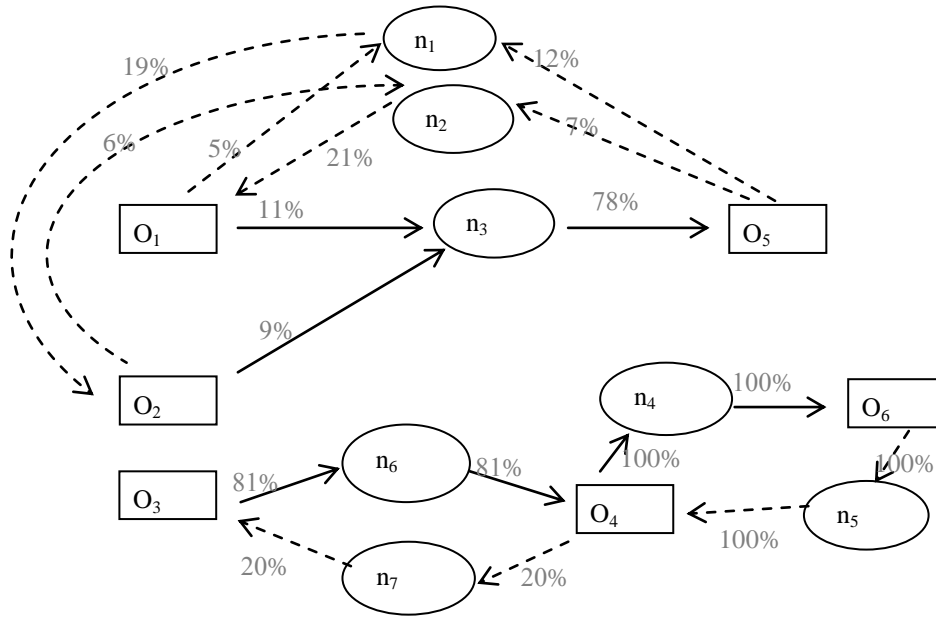 n₁
19%
12%
n₂
6%
5%
7%
21%
11%
n₃
78%
O₁
O₅
9%
n₄
100%
O₂
O₆
n₆
81%
81%
100%
100%
O₃
O₄
n₅
100%
20%
n₇
20%